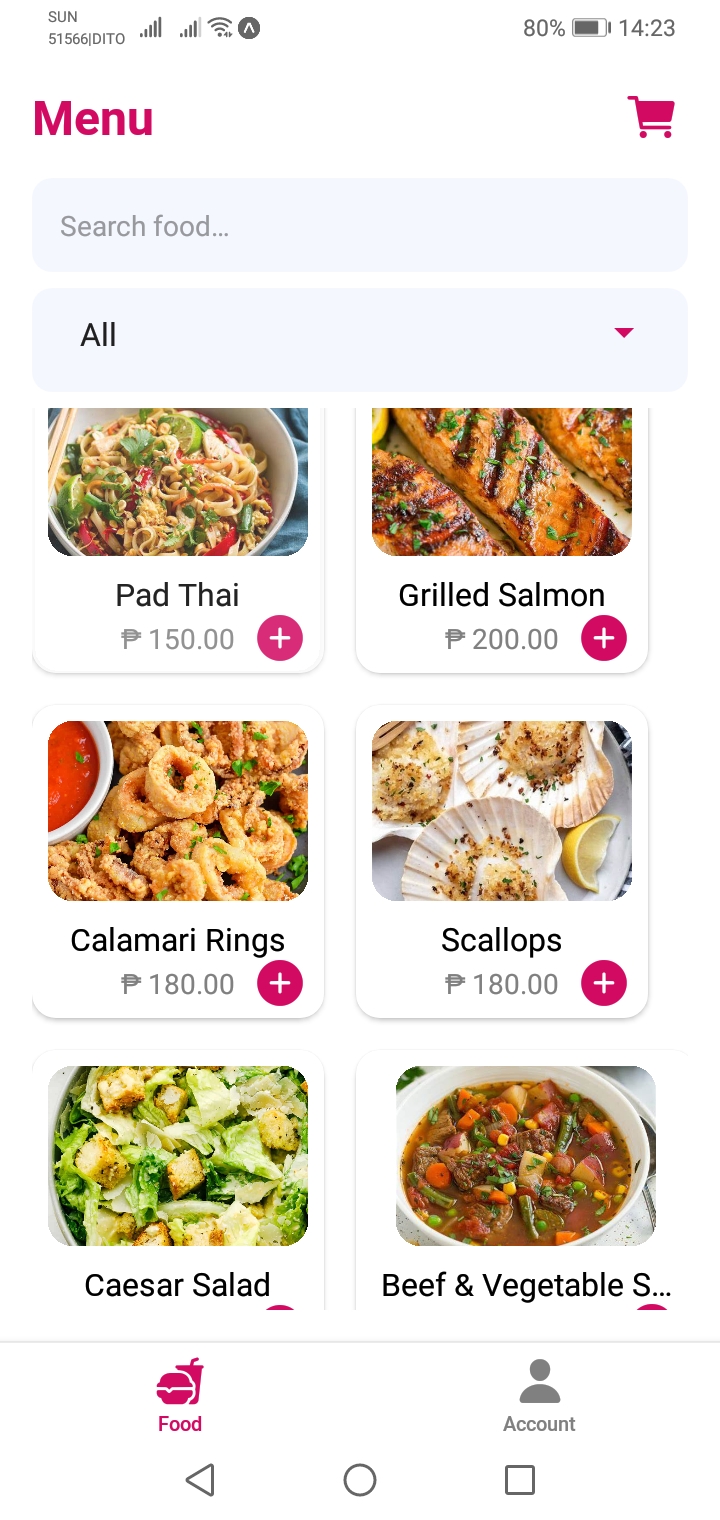 SUN
51566|DITO
80%
14:23
Menu
Search food...
All
Pad Thai
₱ 150.00
Grilled Salmon
₱ 200.00
Calamari Rings
₱ 180.00
Scallops
₱ 180.00
Caesar Salad
Beef & Vegetable S...
Food
Account